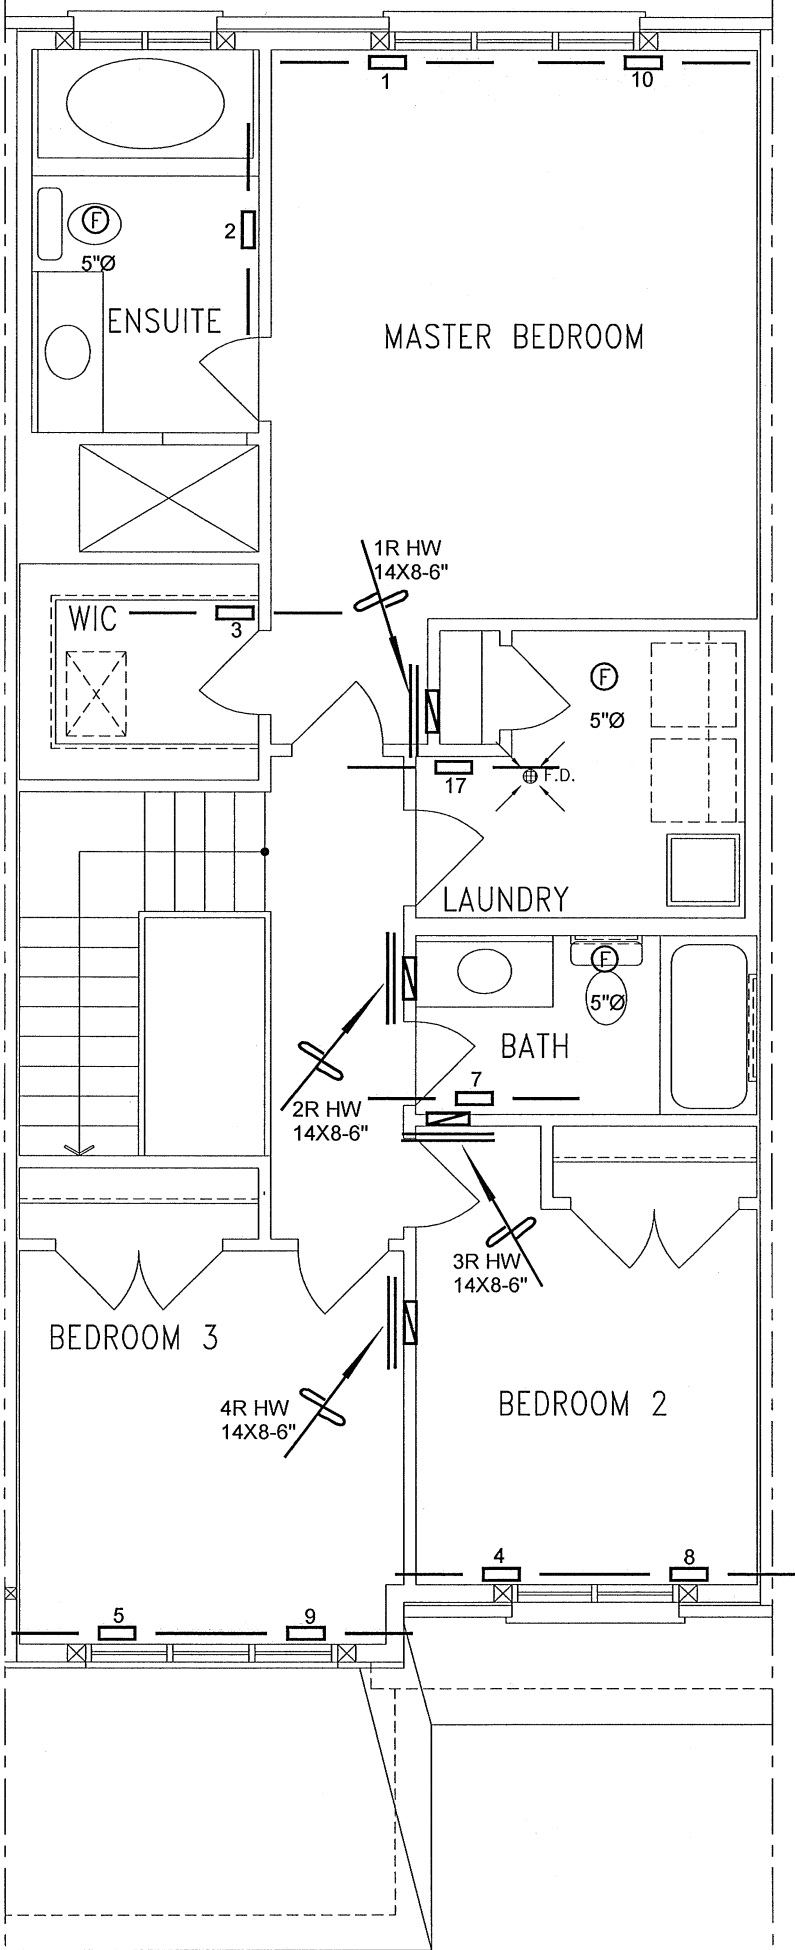 1
10
2
F
5"Ø
ENSUITE
MASTER BEDROOM
1R HW
14X8-6"
WIC
3
F
5"Ø
17
F.D.
LAUNDRY
F
5"Ø
BATH
7
2R HW
14X8-6"
3R HW
14X8-6"
BEDROOM 3
4R HW
14X8-6"
BEDROOM 2
4
8
5
9